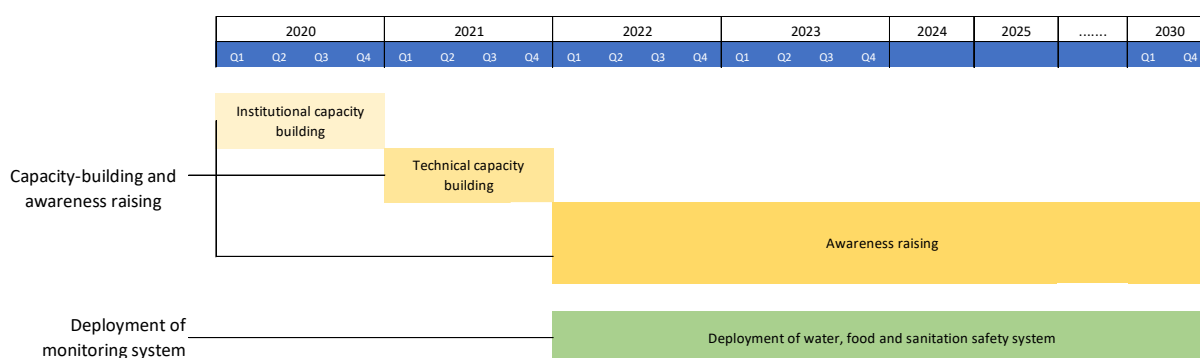 2020 2021 2022 2023 2024 2025 ....... 2030
Q1 Q2 Q3 Q4 Q1 Q2 Q3 Q4 Q1 Q2 Q3 Q4 Q1 Q2 Q3 Q4 Q1 Q4
Institutional capacity
building
Capacity-building and
awareness raising
Technical capacity
building
Awareness raising
Deployment of
monitoring system
Deployment of water, food and sanitation safety system